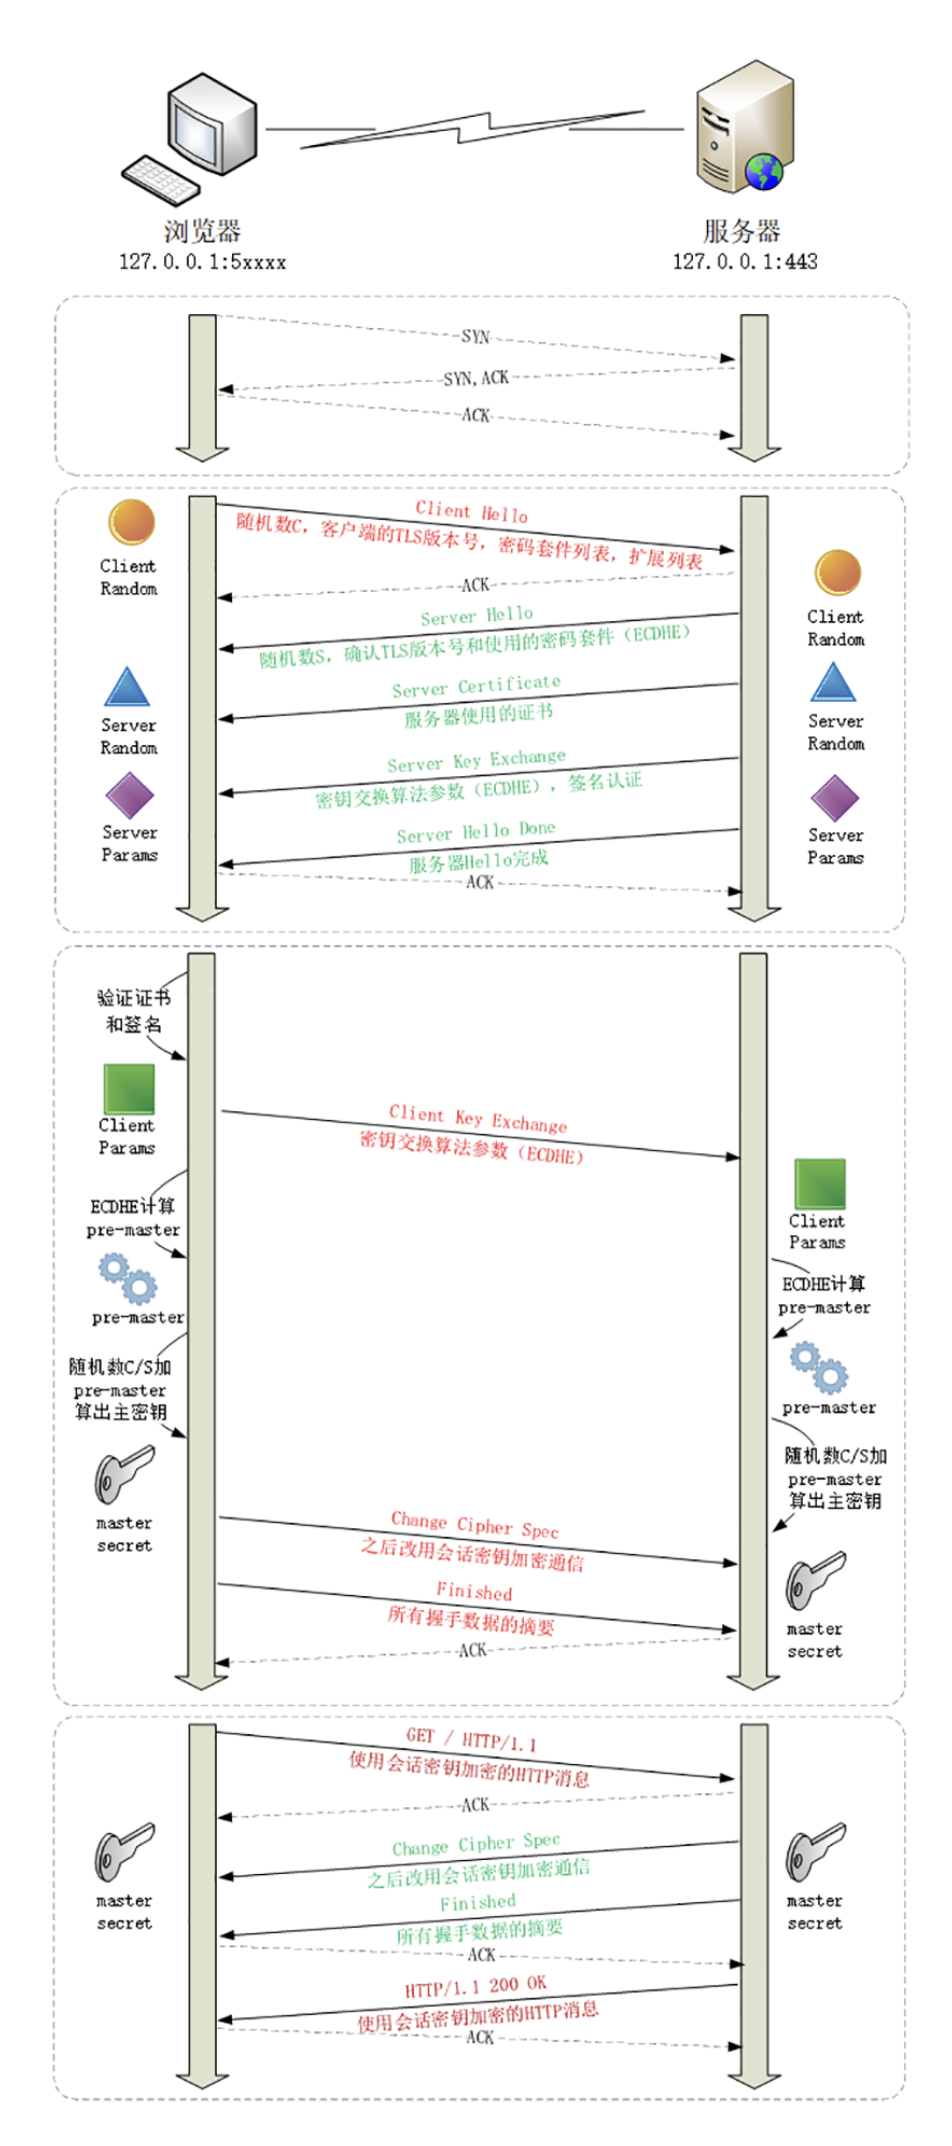 浏览器
127.0.0.1:5xxxx
服务器
127.0.0.1:443
SYN
SYN,ACK
ACK
Client Hello
随机数C，客户端的TLS版本号，密码套件列表，扩展列表
Client
Random
ACK
Client
Random
Server Hello
随机数S，确认TLS版本号和使用的密码套件（ECDHE）
Server Certificate
服务器使用的证书
Server
Random
Server
Random
Server Key Exchange
密钥交换算法参数（ECDHE），签名认证
Server
Params
Server
Params
Server Hello Done
服务器Hello完成
ACK
验证证书
和签名
Client
Params
Client Key Exchange
密钥交换算法参数（ECDHE）
Client
Params
ECDHE计算
pre-master
pre-master
ECDHE计算
pre-master
随机数C/S加
pre-master
算出主密钥
pre-master
随机数C/S加
pre-master
算出主密钥
master
secret
Change Cipher Spec
之后改用会话密钥加密通信
Finished
所有握手数据的摘要
ACK
master
secret
GET / HTTP/1.1
使用会话密钥加密的HTTP消息
ACK
Change Cipher Spec
之后改用会话密钥加密通信
master
secret
master
secret
Finished
所有握手数据的摘要
ACK
HTTP/1.1 200 OK
使用会话密钥加密的HTTP消息
ACK